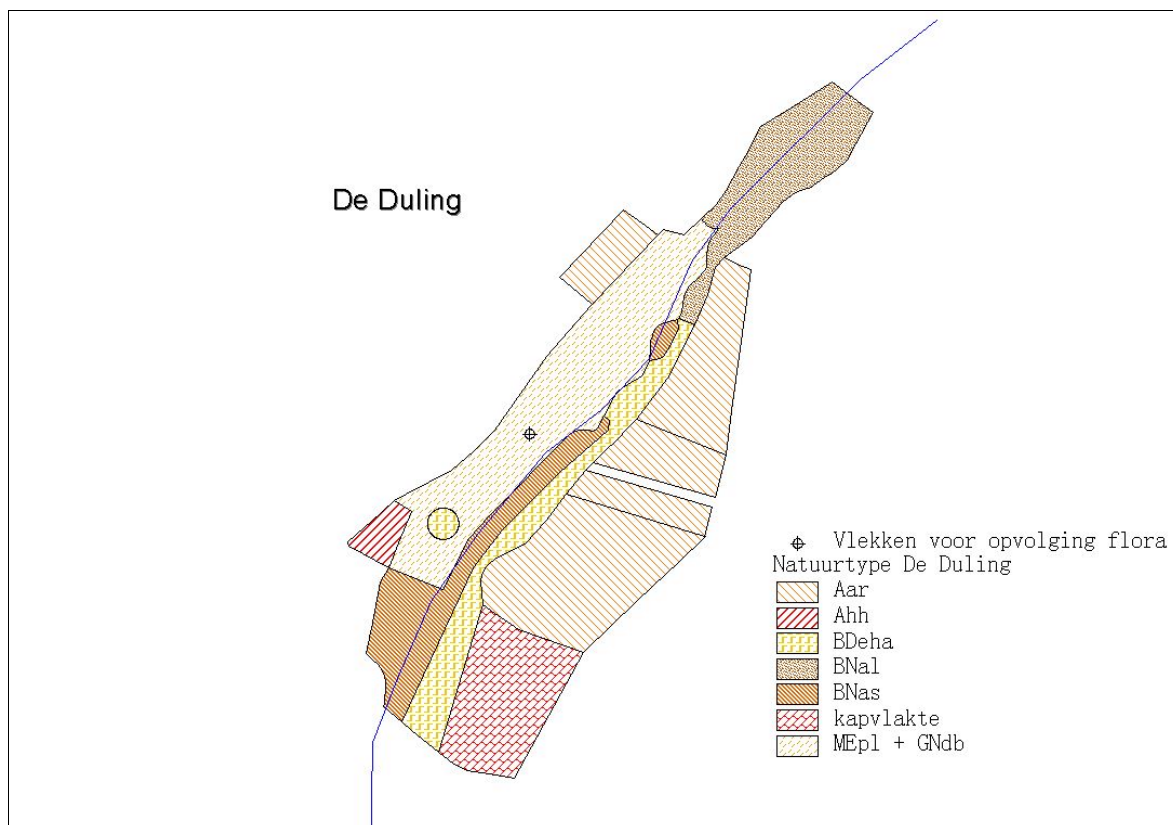 De Duling
Vlekken voor opvolging flora
Natuurtype De Duling
Aar
Ahh
BDeha
BNal
BNas
kapvlakte
MEpl + GNdb